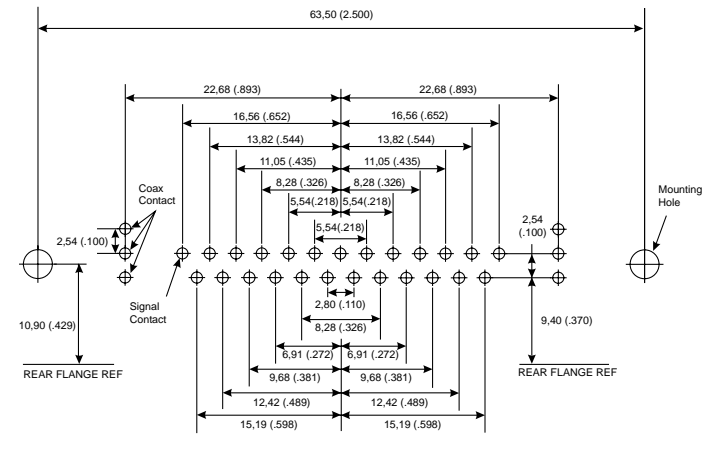 63,50 (2.500)
22,68 (.893) 22,68 (.893)
16,56 (.652) 16,56 (.652)
13,82 (.544) 13,82 (.544)
11,05 (.435) 11,05 (.435)
8,28 (.326) 8,28 (.326)
5,54(.218) 5,54(.218)
5,54(.218)
Coax
Contact
2,54 (.100)
2,54
(.100)
Mounting
Hole
Signal
Contact
2,80 (.110)
8,28 (.326)
10,90 (.429)
9,40 (.370)
6,91 (.272) 6,91 (.272)
9,68 (.381) 9,68 (.381)
REAR FLANGE REF
REAR FLANGE REF
12,42 (.489) 12,42 (.489)
15,19 (.598) 15,19 (.598)